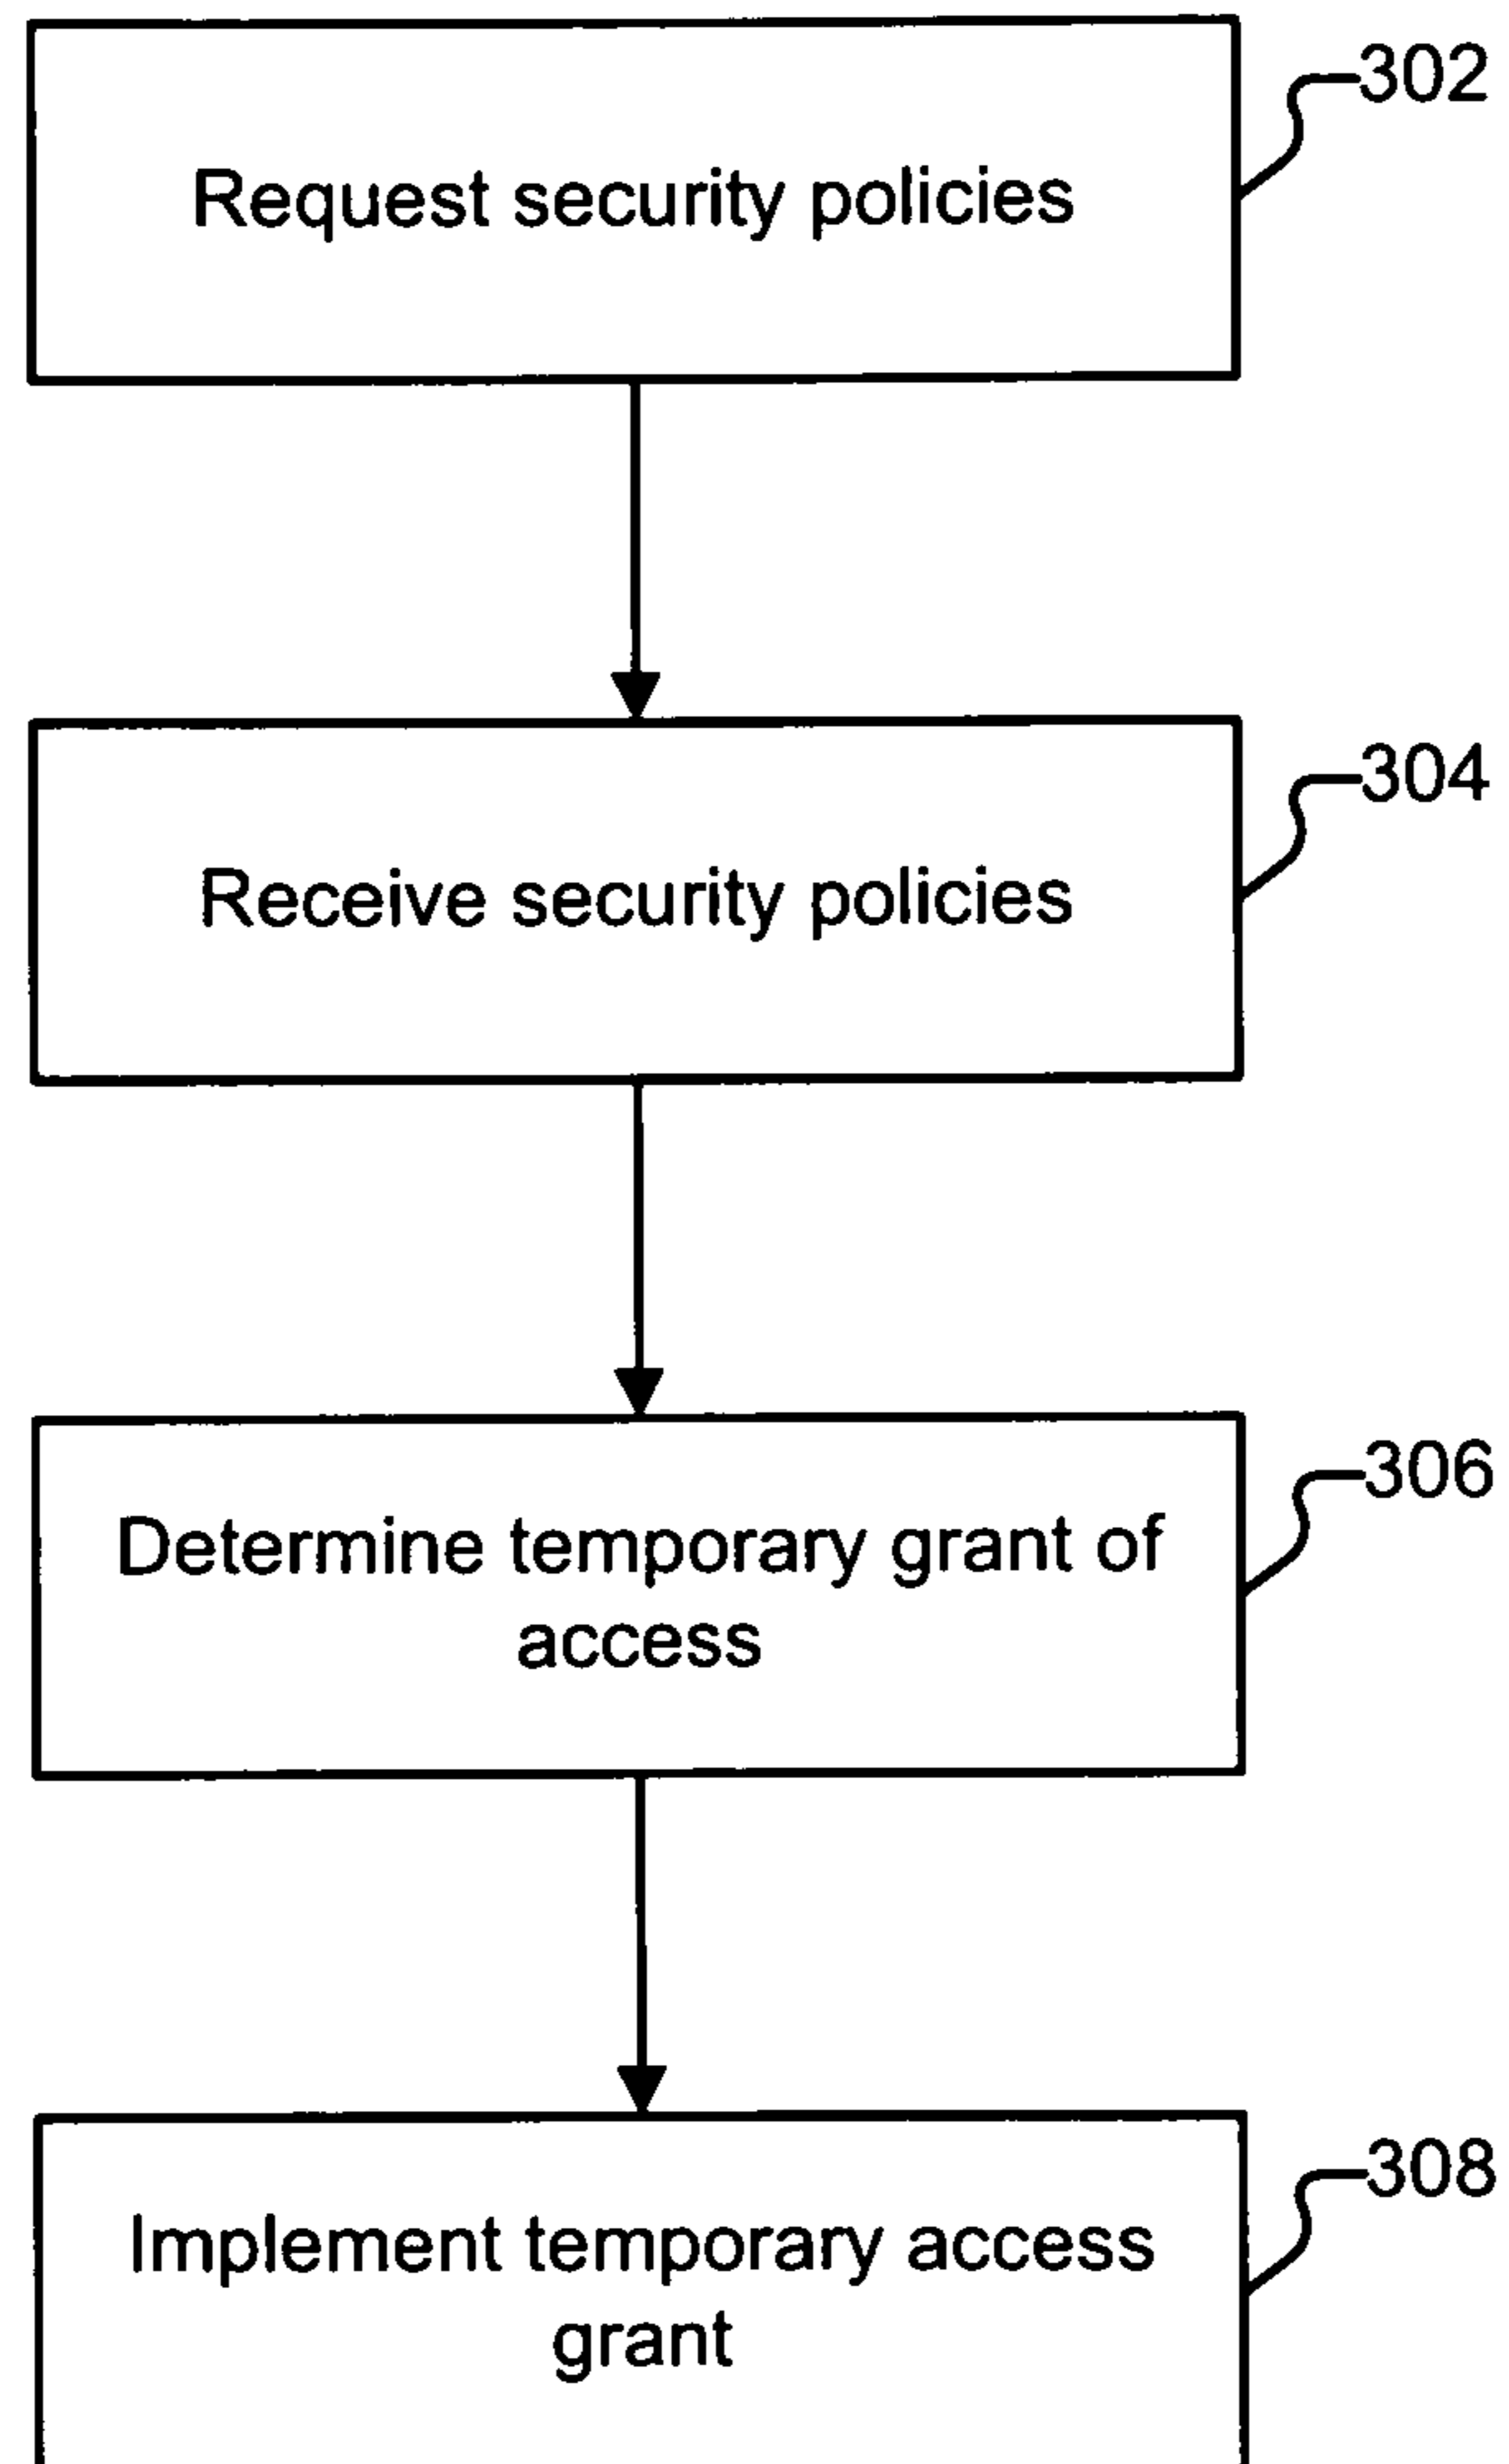 302
Request security policies
304
Receive security policies
306
Determine temporary grant of
access
308
Implement temporary access
grant